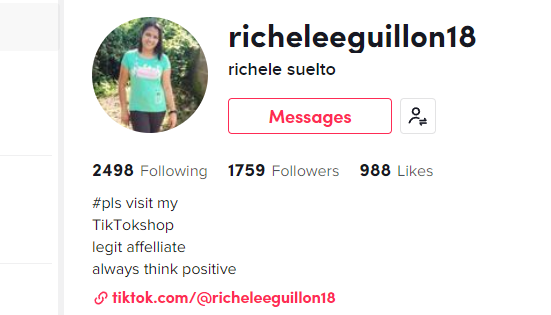 richeleeguillon18
richele suelto
Messages
2498 Following 1759 Followers 988 Likes
#pls visit my
TikTokshop
legit affelliate
always think positive
tiktok.com/@richeleeguillon18